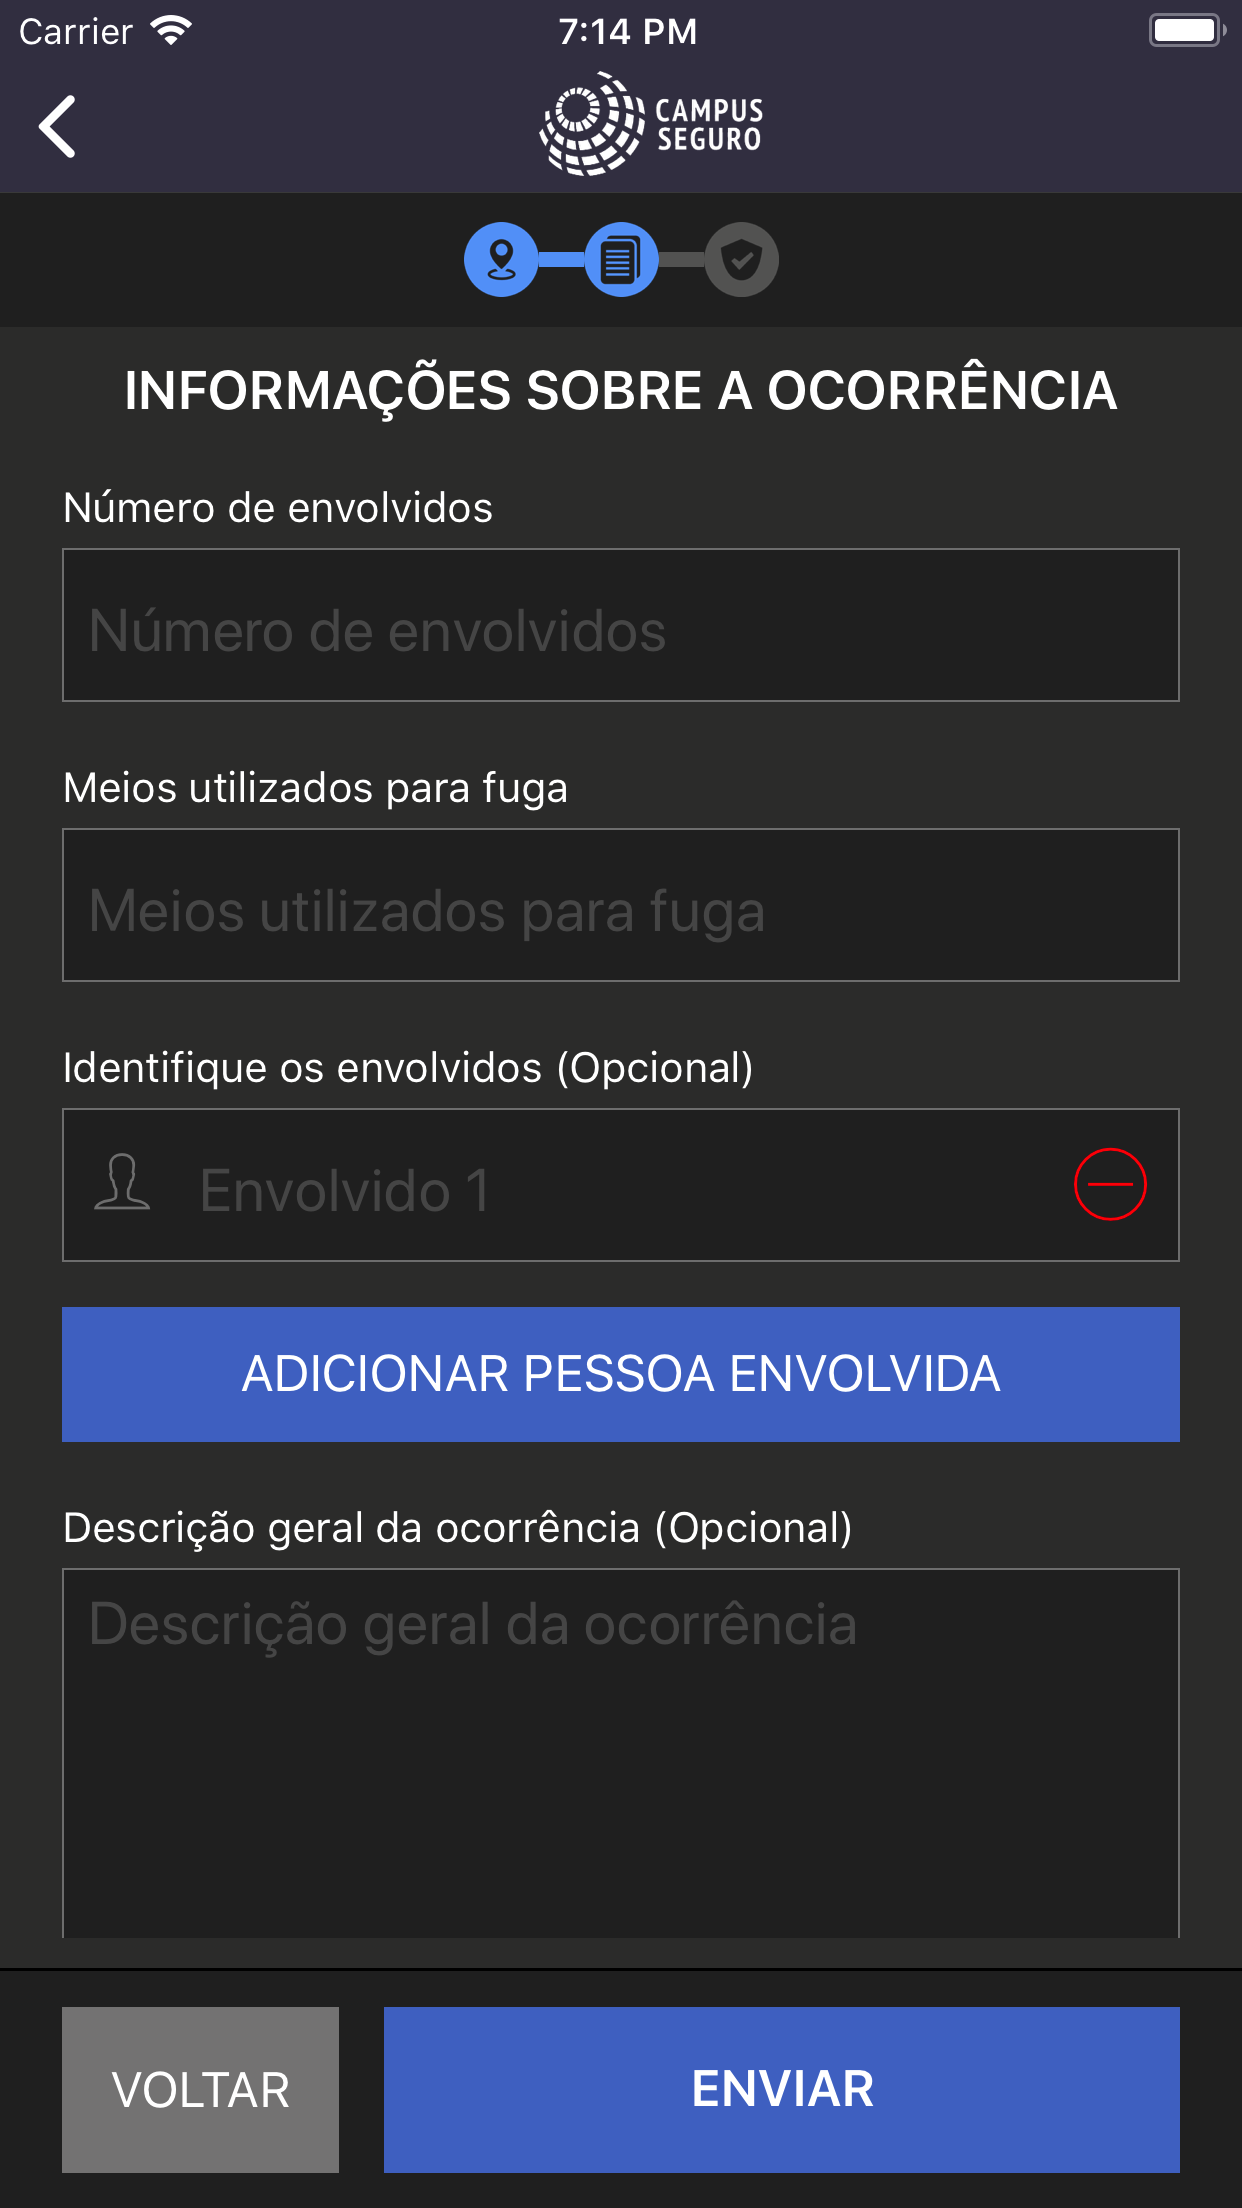 Carrier 7:14 PM
CAMPUS
SEGURO
INFORMAÇÕES SOBRE A OCORRÊNCIA
Número de envolvidos
Número de envolvidos
Meios utilizados para fuga
Meios utilizados para fuga
Identifique os envolvidos (Opcional)
Envolvido 1
ADICIONAR PESSOA ENVOLVIDA
Descrição geral da ocorrência (Opcional)
Descrição geral da ocorrência
VOLTAR ENVIAR